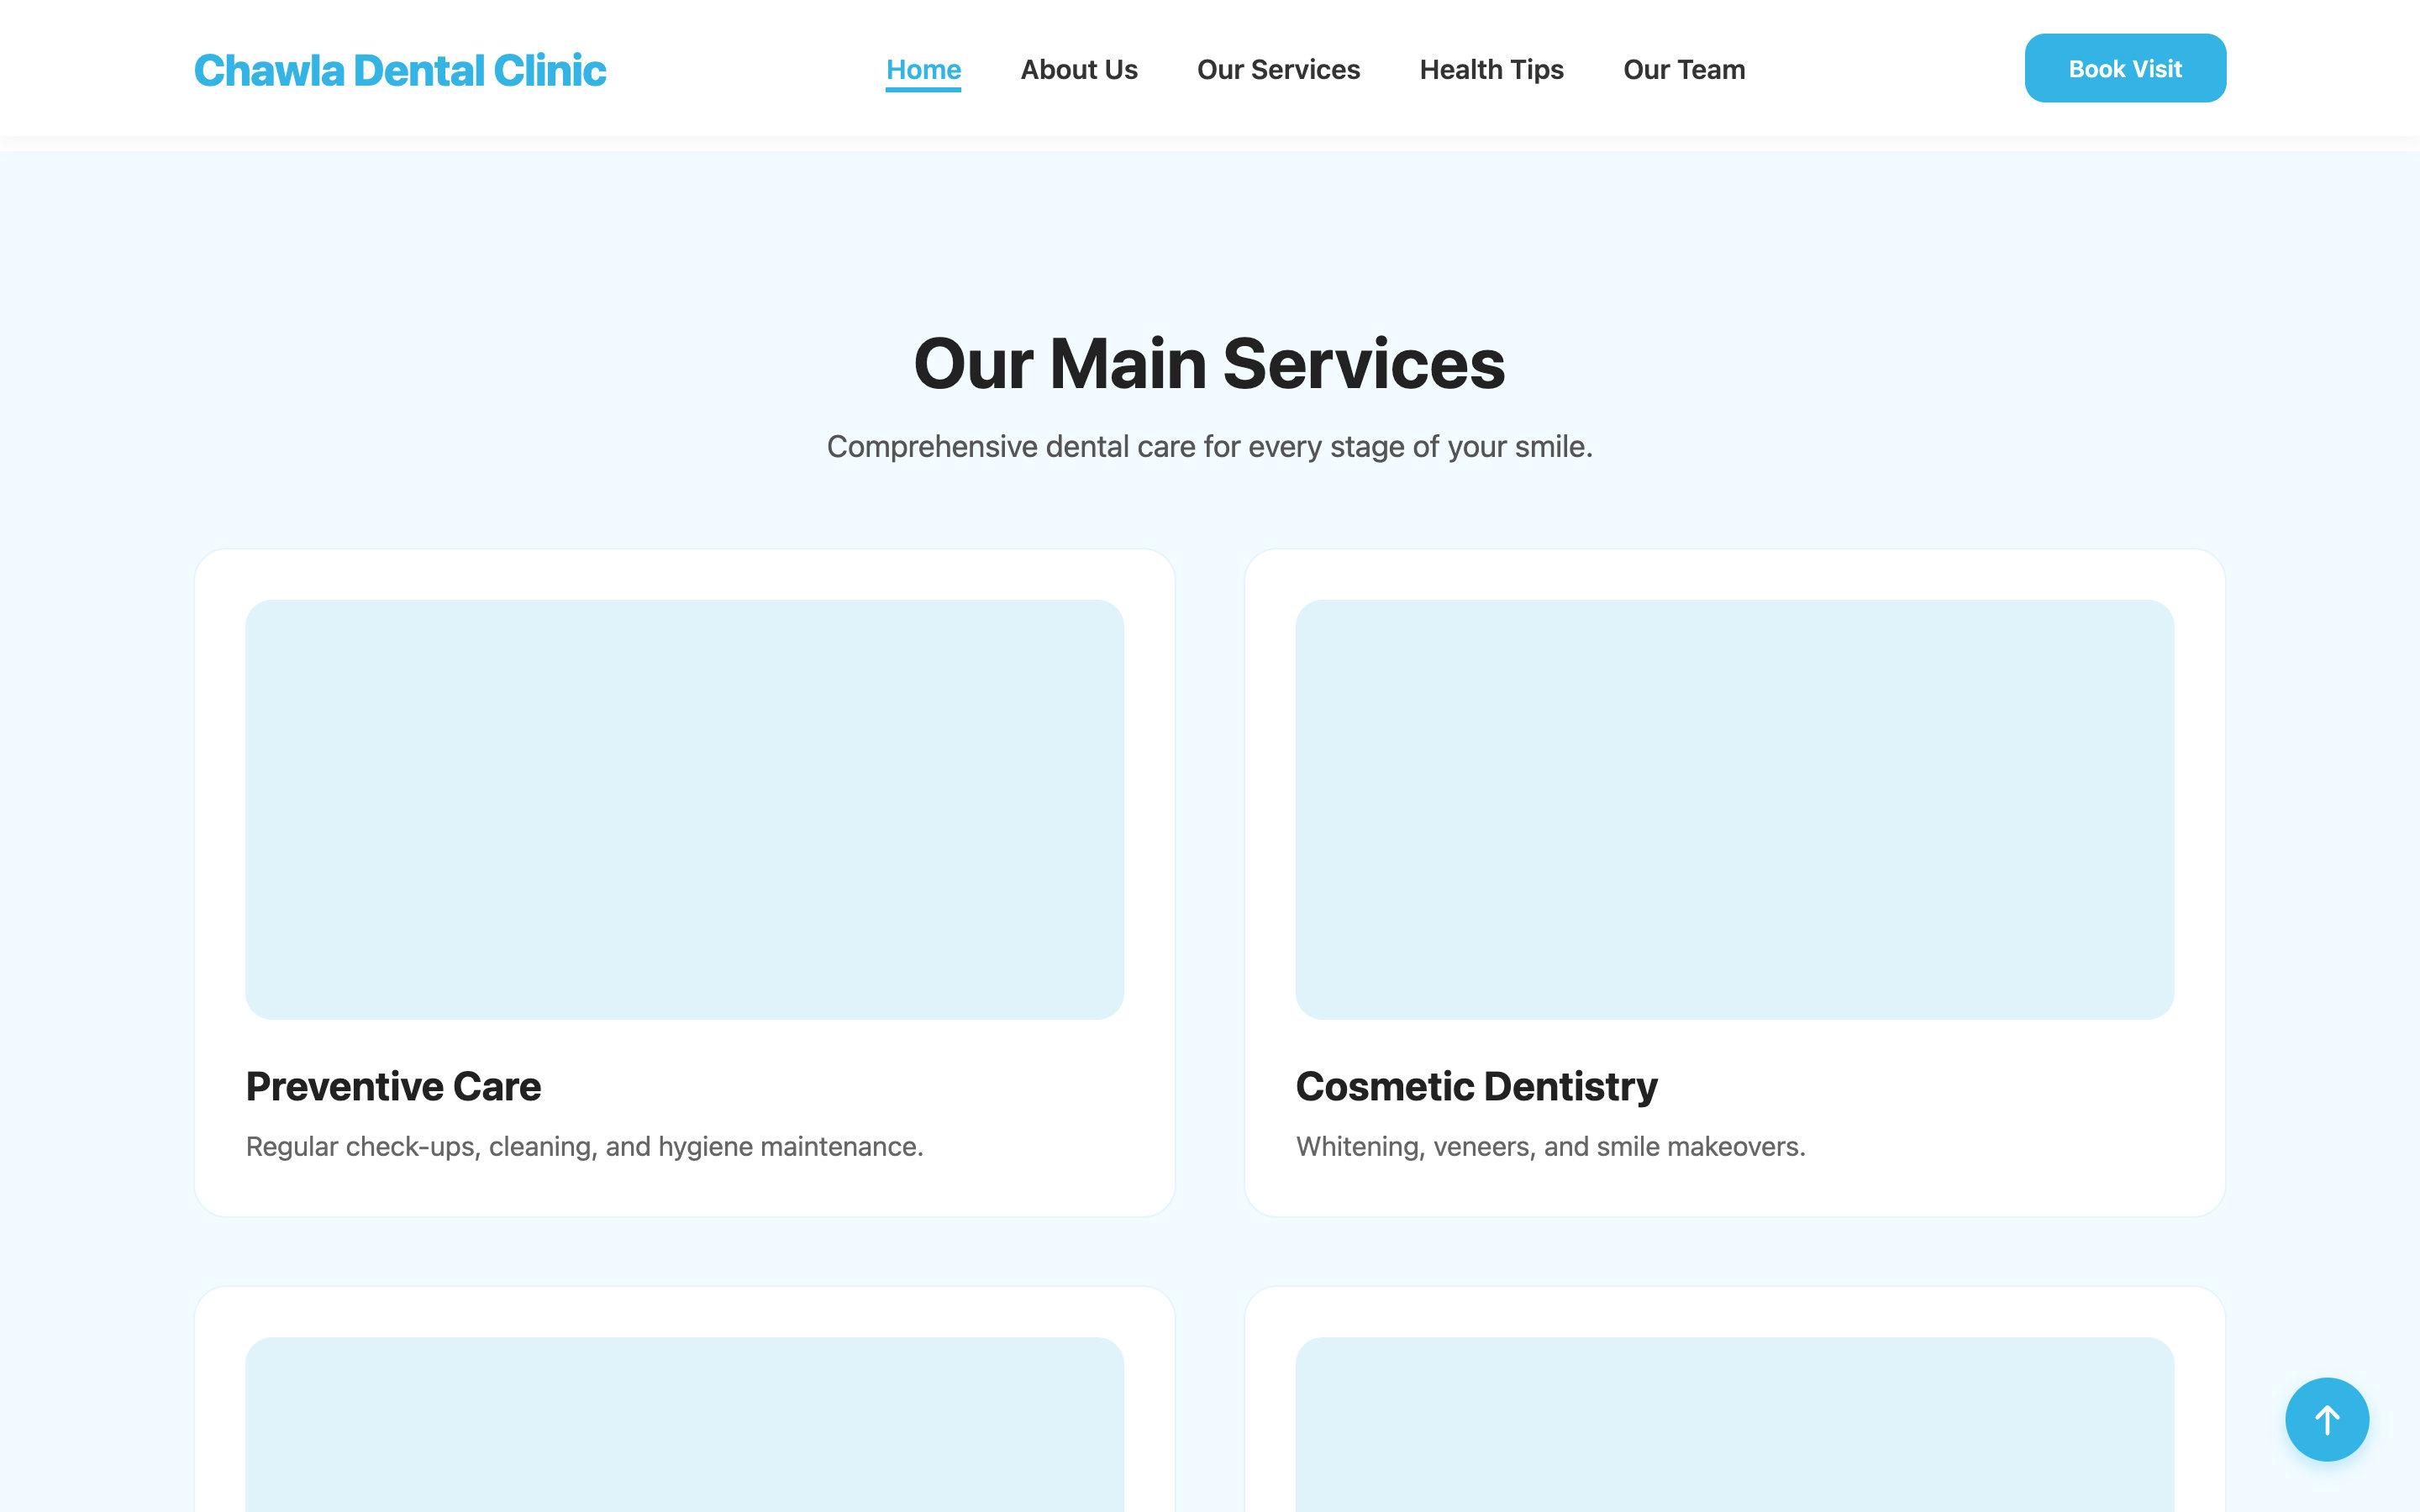 Chawla Dental Clinic
Home
About Us
Our Services
Health Tips
Our Team
Book Visit
Our Main Services
Comprehensive dental care for every stage of your smile.
Preventive Care
Regular check-ups, cleaning, and hygiene maintenance.
Cosmetic Dentistry
Whitening, veneers, and smile makeovers.